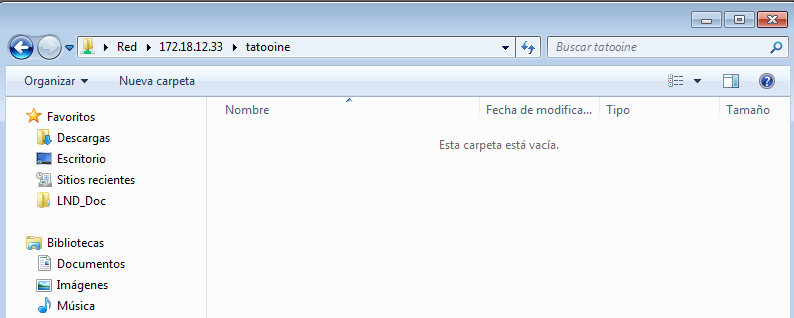 Red 172.18.12.33 tatooine Buscar tatooine
Organizar Nueva carpeta
Nombre Fecha de modifica... Tipo Tamaño
Esta carpeta está vacía.
Favoritos
Descargas
Escritorio
Sitios recientes
LND_Doc
Bibliotecas
Documentos
Imágenes
Música